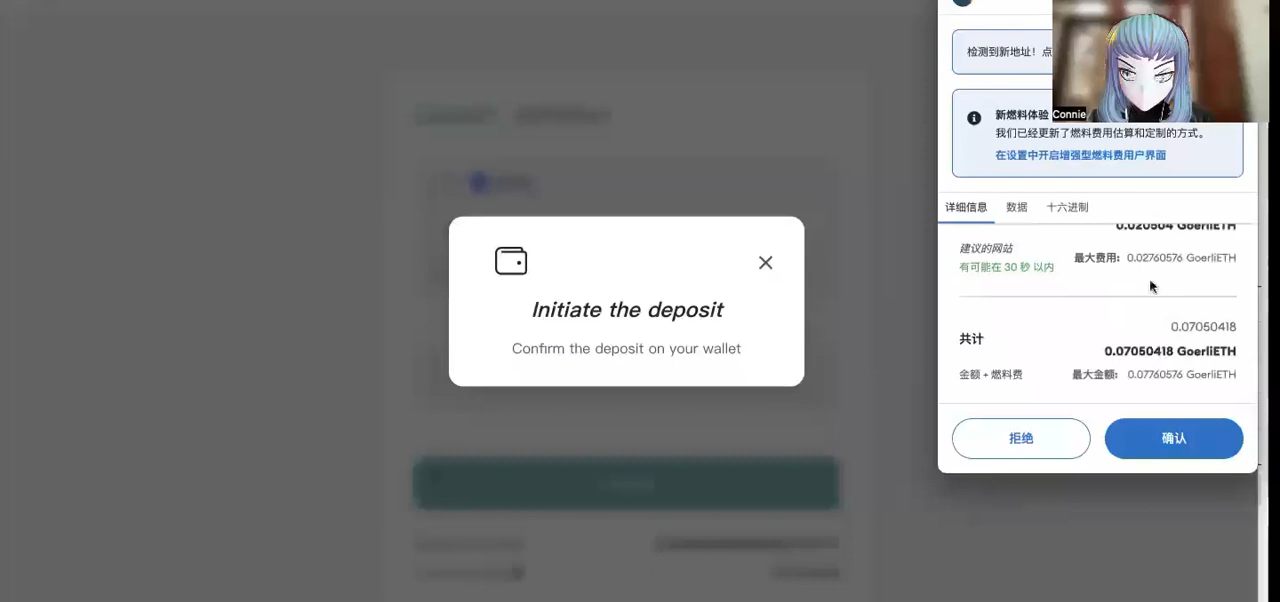 Initiate the deposit
Confirm the deposit on your wallet
检测到新地址！点
Connie
新燃料体验
我们已经更新了燃料费用估算和定制的方式。
在设置中开启增强型燃料费用户界面
详细信息 数据 十六进制
0.020504 GoerliETH
建议的网站
有可能在 30 秒 以内
最大费用: 0.02760576 GoerliETH
0.07050418
共计
0.07050418 GoerliETH
金额 + 燃料费
最大金额: 0.07760576 GoerliETH
拒绝 确认